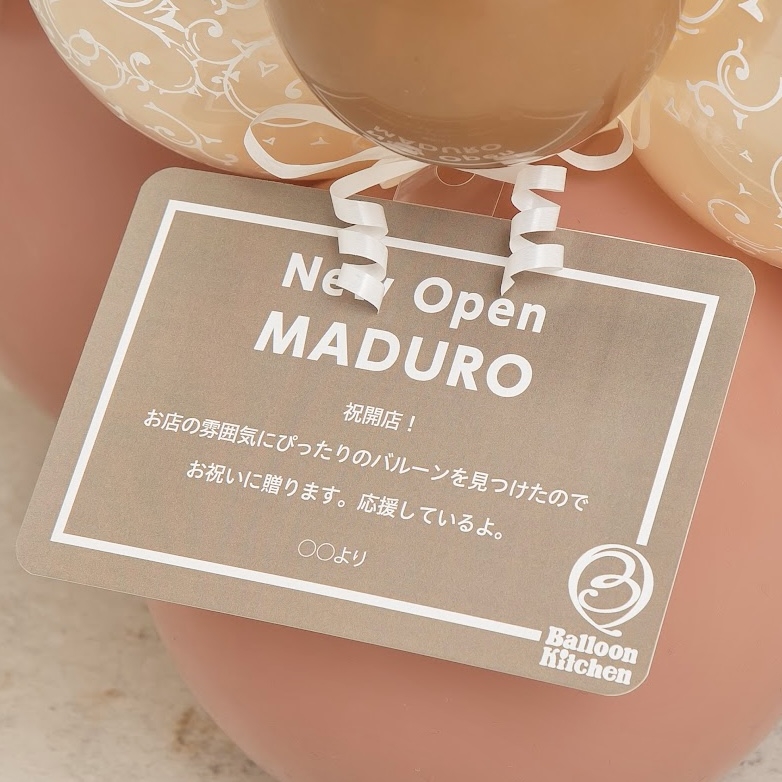 New Open
MADURO
祝開店！
お店の雰囲気にぴったりのバルーンを見つけたので
お祝いに贈ります。応援しているよ。
○○より
Balloon
Kitchen